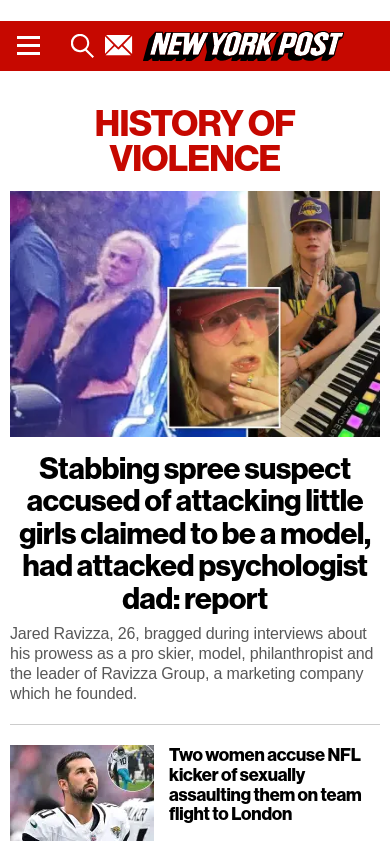 NEW YORK POST
HISTORY OF
VIOLENCE
ADVANCED
Stabbing spree suspect
accused of attacking little
girls claimed to be a model,
had attacked psychologist
dad: report
Jared Ravizza, 26, bragged during interviews about
his prowess as a pro skier, model, philanthropist and
the leader of Ravizza Group, a marketing company
which he founded.
10
Two women accuse NFL
kicker of sexually
assaulting them on team
flight to London